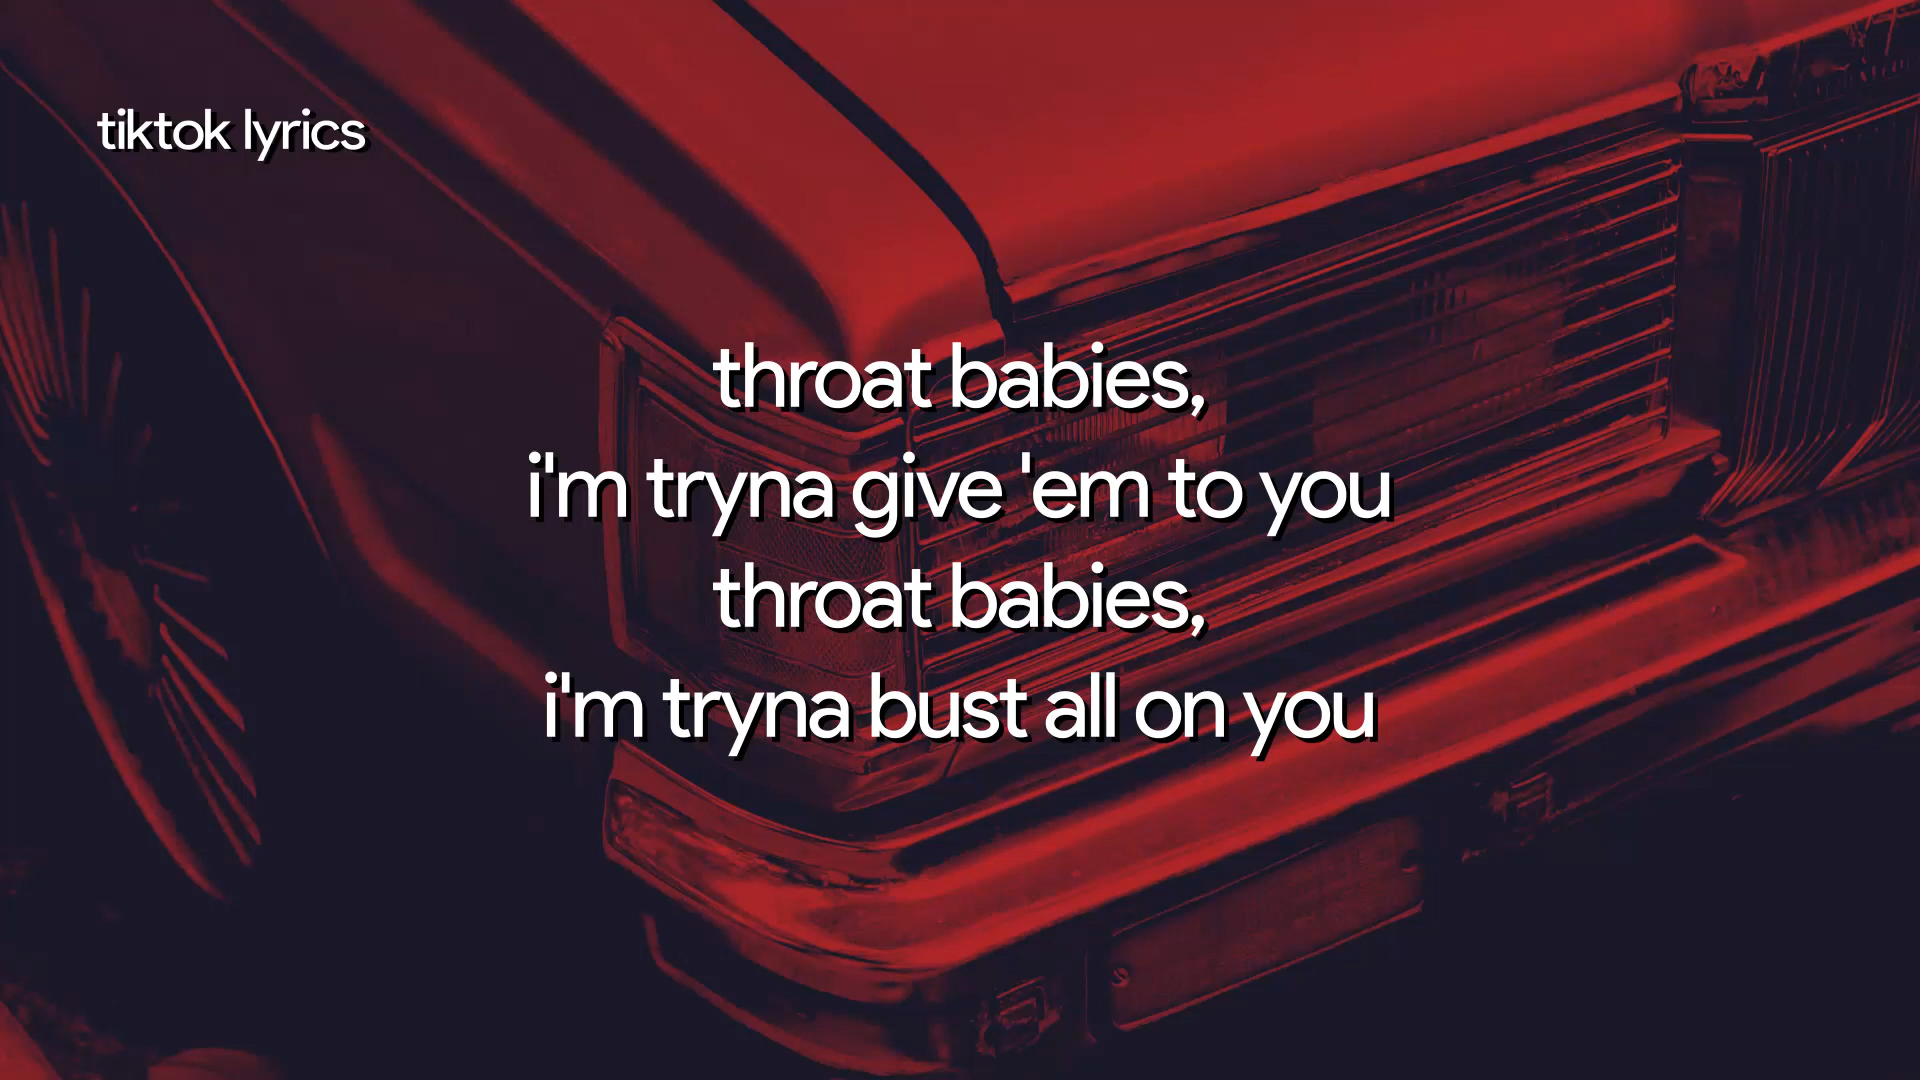 tiktok lyrics
throat babies,
i'm tryna give 'em to you
throat babies,
i'm tryna bust all on you